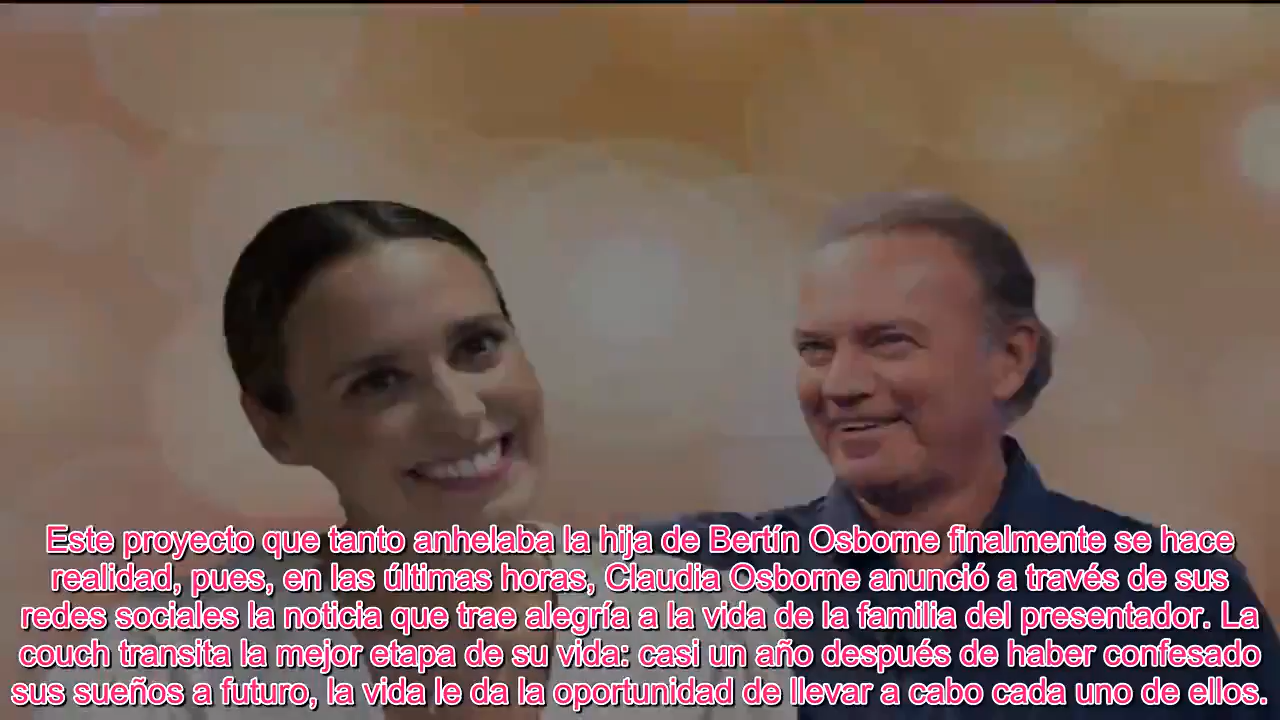 Este proyecto que tanto anhelaba la hija de Bertín Osborne finalmente se hace
realidad, pues, en las últimas horas, Claudia Osborne anunció a través de sus
redes sociales la noticia que trae alegría a la vida de la familia del presentador. La
couch transita la mejor etapa de su vida: casi un año después de haber confesado
sus sueños a futuro, la vida le da la oportunidad de llevar a cabo cada uno de ellos.